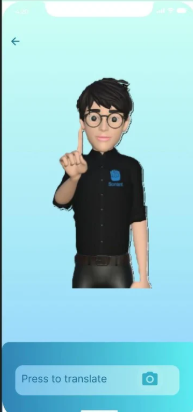 Press to translate